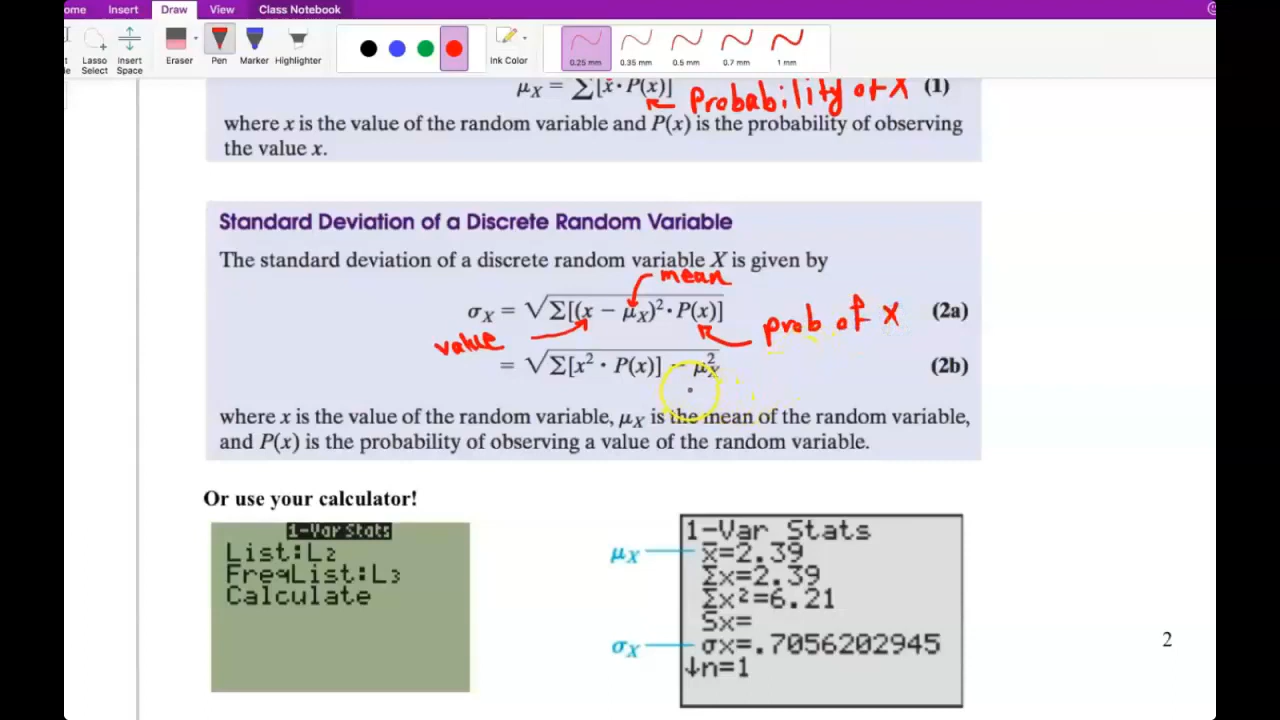 ome Insert Draw View Class Notebook
Eraser Pen Marker Highlighter Lasso Select Insert Space Ink Color 0.25 mm 0.35 mm 0.5 mm 0.7 mm 1 mm
μX = Σ[x · P(x)] Probability of X (1)
where x is the value of the random variable and P(x) is the probability of observing
the value x.
Standard Deviation of a Discrete Random Variable
The standard deviation of a discrete random variable X is given by
mean
σX = √Σ[(x − μX)² · P(x)] prob of X (2a)
value
= √Σ[x² · P(x)] − μ²X (2b)
where x is the value of the random variable, μX is the mean of the random variable,
and P(x) is the probability of observing a value of the random variable.
Or use your calculator!
1-Var Stats
List:L2
FreqList:L3
Calculate
1-Var Stats
μX x̄=2.39
Σx=2.39
Σx²=6.21
Sx=
σX σx=.7056202945
↓n=1
2